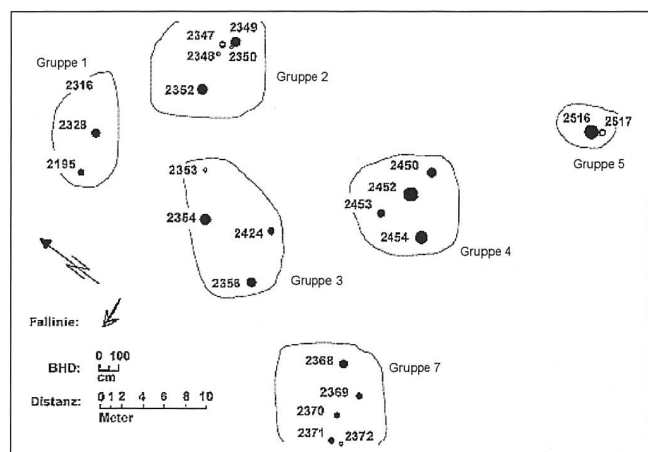 Gruppe 1
2316
2328
2195
2347
2349
2348
2350
2352
Gruppe 2
2516
2517
Gruppe 5
2353
2354
2424
2356
Gruppe 3
2450
2452
2453
2454
Gruppe 4
N
Fallinie:
BHD:
0 100
cm
Distanz:
0 1 2 4 6 8 10
Meter
2368
Gruppe 7
2369
2370
2371
2372